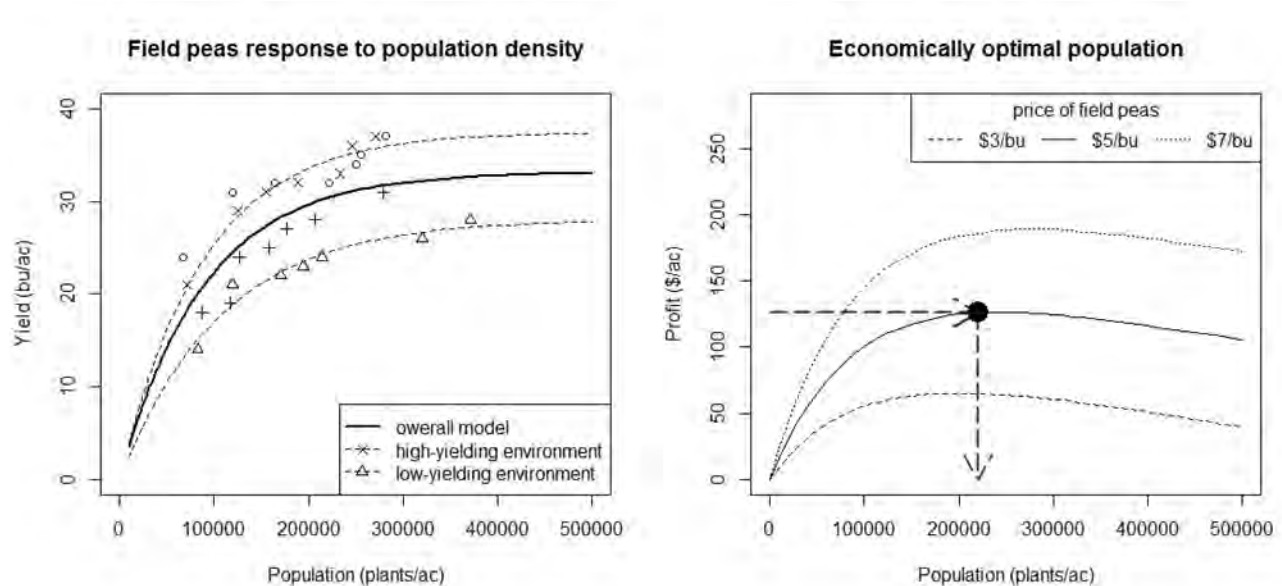 Field peas response to population density
Yield (bu/ac)
40
30
20
10
0
owerall model
high-yielding environment
low-yielding environment
0 100000 200000 300000 400000 500000
Population (plants/ac)
Economically optimal population
Profit ($/ac)
250
200
150
100
50
0
price of field peas
$3/bu $5/bu $7/bu
0 100000 200000 300000 400000 500000
Population (plants/ac)